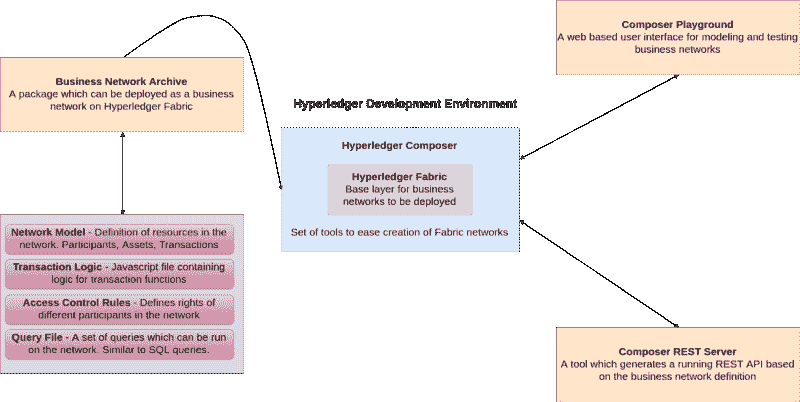 Composer Playground
A web based user interface for modeling and testing
business networks
Business Network Archive
A package which can be deployed as a business
network on Hyperledger Fabric
Hyperledger Development Environment
Hyperledger Composer
Hyperledger Fabric
Base layer for business
networks to be deployed
Set of tools to ease creation of Fabric networks
Network Model - Definition of resources in the
network. Participants, Assets, Transactions
Transaction Logic - Javascript file containing
logic for transaction functions
Access Control Rules - Defines rights of
different participants in the network
Query File - A set of queries which can be run
on the network. Similar to SQL queries.
Composer REST Server
A tool which generates a running REST API based
on the business network definition